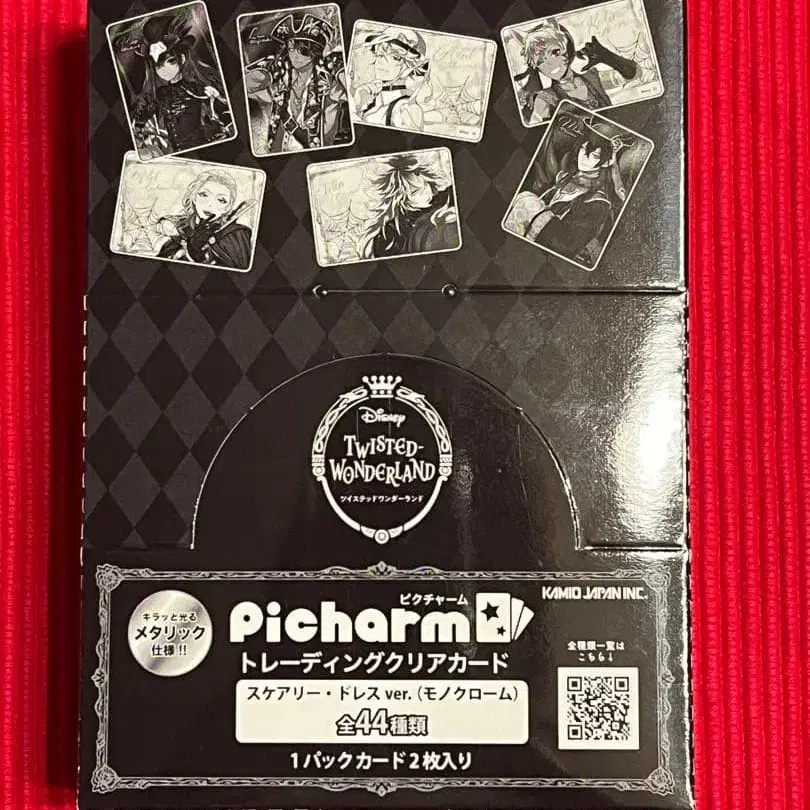 Disney
TWISTED-
WONDERLAND
ツイステッドワンダーランド
KAMIO JAPAN INC.
キラッと光る
メタリック
仕様!!
ピクチャーム
Picharm
トレーディングクリアカード
スケアリー・ドレス ver.(モノクローム)
全44種類
1パックカード2枚入り
全種類一覧は
こちら↓